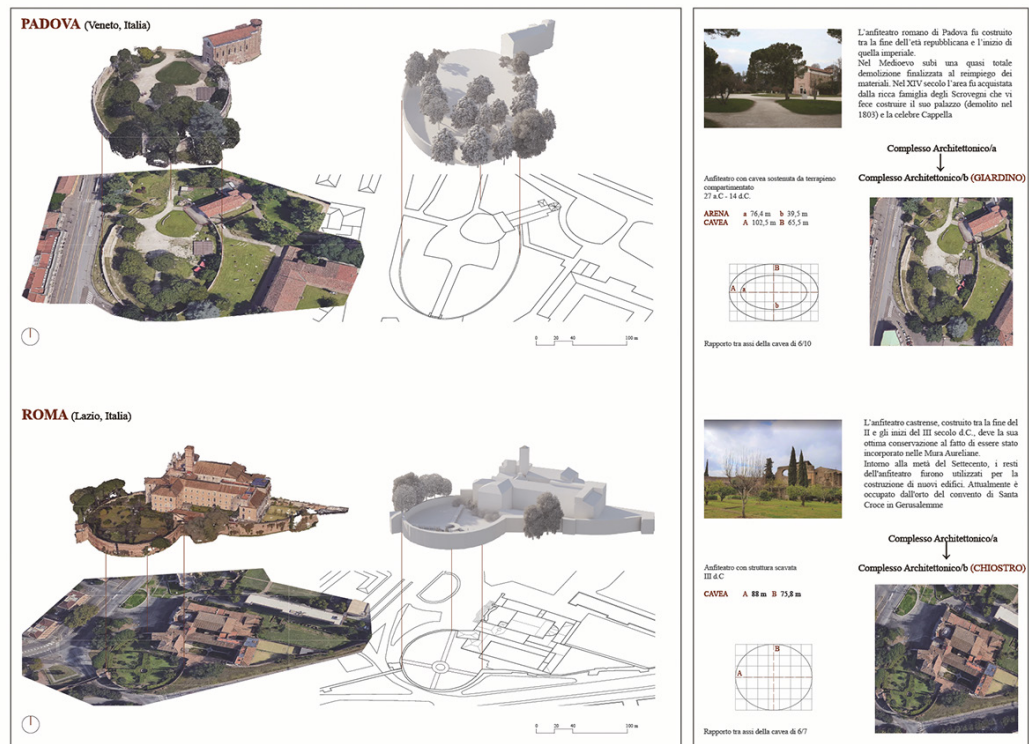 PADOVA (Veneto, Italia)
0 20 40 100 m
ROMA (Lazio, Italia)
0 20 40 100 m
L'anfiteatro romano di Padova fu costruito
tra la fine dell'età repubblicana e l'inizio di
quella imperiale.
Nel Medioevo subì una quasi totale
demolizione finalizzata al reimpiego dei
materiali. Nel XIV secolo l'area fu acquistata
dalla ricca famiglia degli Scrovegni che vi
fece costruire il suo palazzo (demolito nel
1803) e la celebre Cappella
Complesso Architettonico/a
Complesso Architettonico/b (GIARDINO)
Anfiteatro con cavea sostenuta da terrapieno
compartimentato
27 a.C - 14 d.C.
ARENA a 76,4 m b 39,5 m
CAVEA A 102,5 m B 65,5 m
B
A a
b
Rapporto tra assi della cavea di 6/10
L'anfiteatro castrense, costruito tra la fine del
II e gli inizi del III secolo d.C., deve la sua
ottima conservazione al fatto di essere stato
incorporato nelle Mura Aureliane.
Intorno alla metà del Settecento, i resti
dell'anfiteatro furono utilizzati per la
costruzione di nuovi edifici. Attualmente è
occupato dall'orto del convento di Santa
Croce in Gerusalemme
Complesso Architettonico/a
Complesso Architettonico/b (CHIOSTRO)
Anfiteatro con struttura scavata
III d.C
CAVEA A 88 m B 75,8 m
B
A
Rapporto tra assi della cavea di 6/7